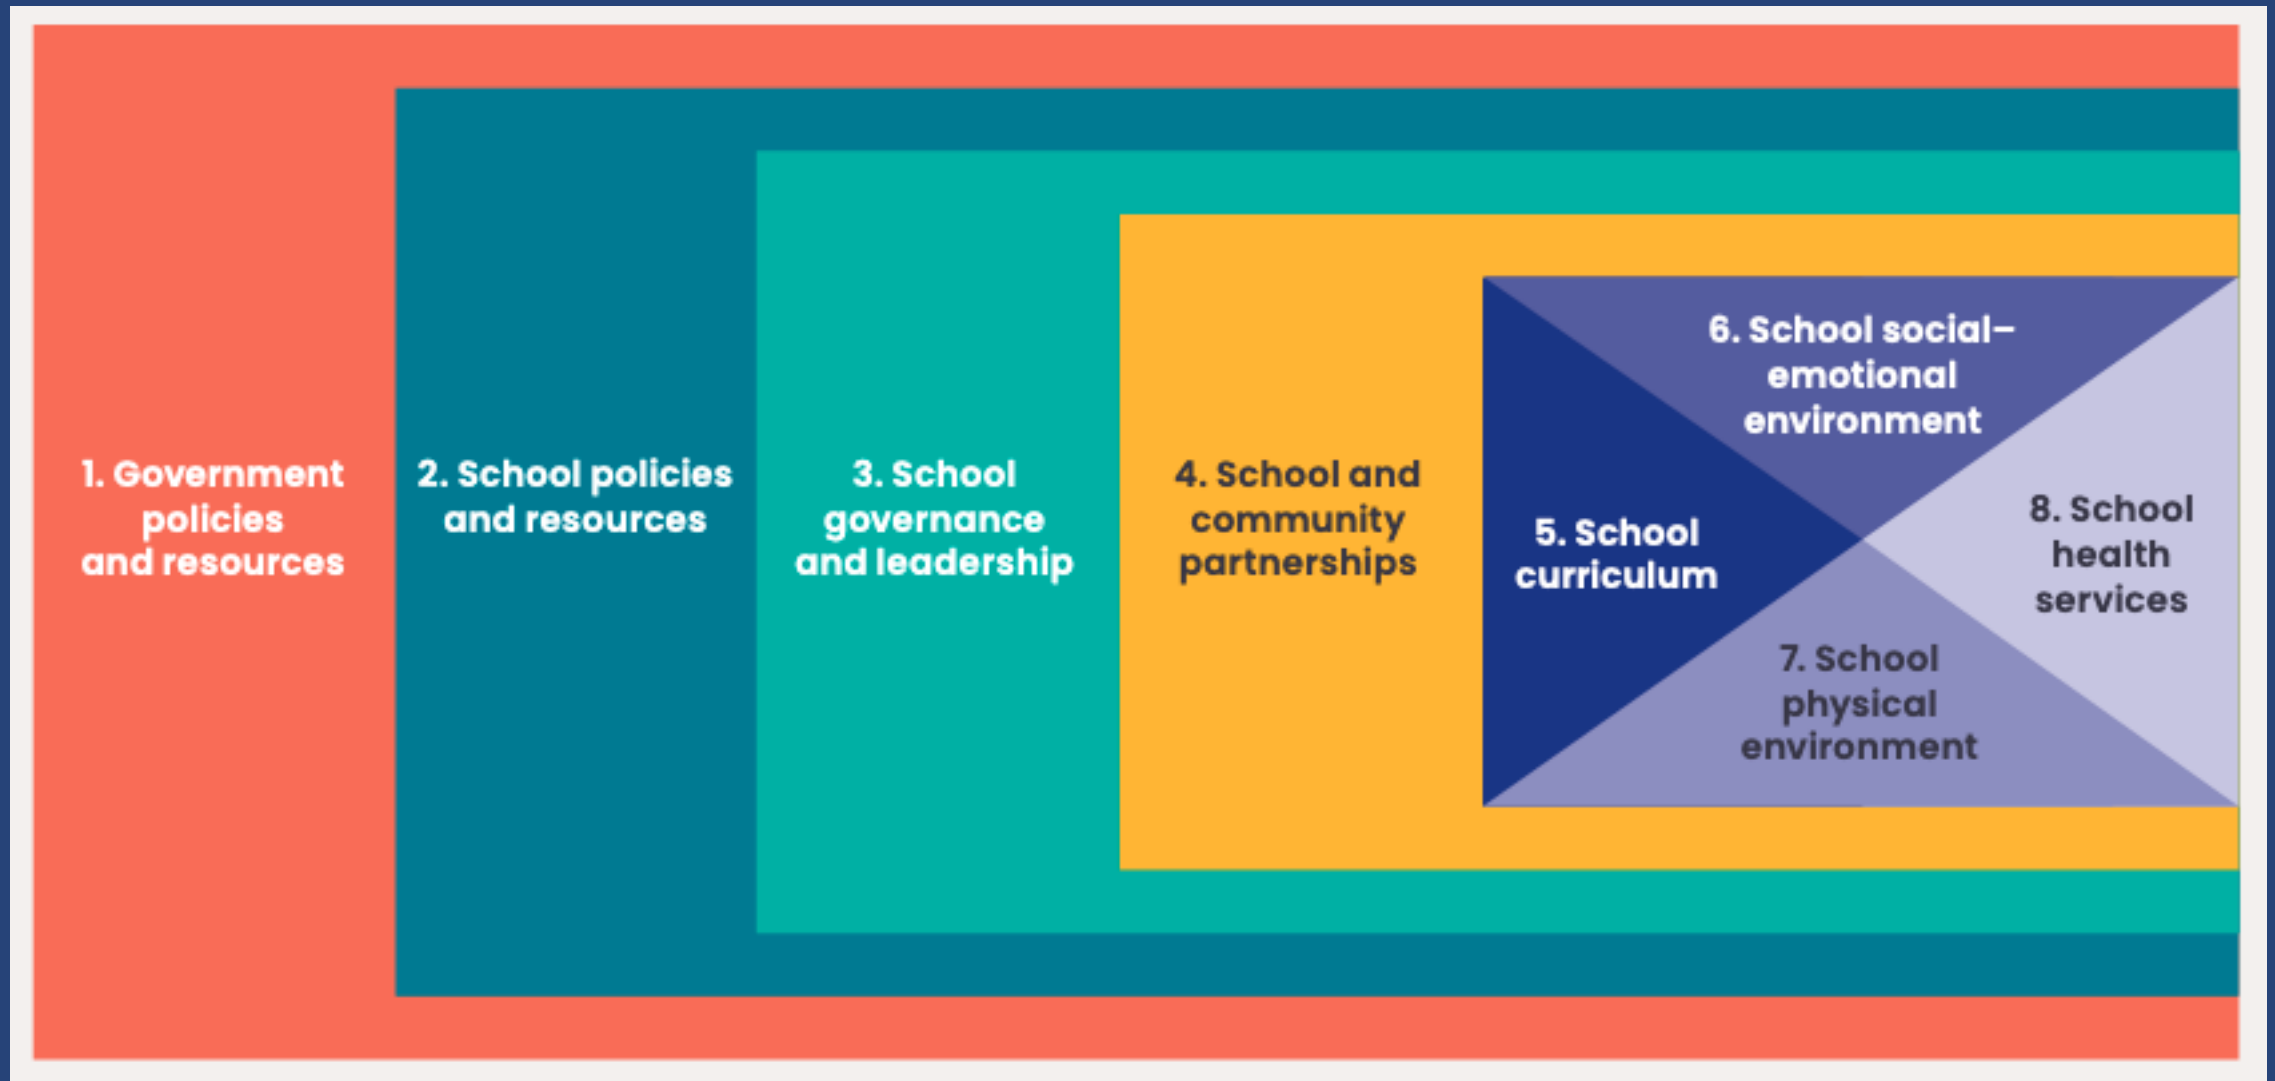 1. Government
policies
and resources
2. School policies
and resources
3. School
governance
and leadership
4. School and
community
partnerships
5. School
curriculum
6. School social–
emotional
environment
7. School
physical
environment
8. School
health
services